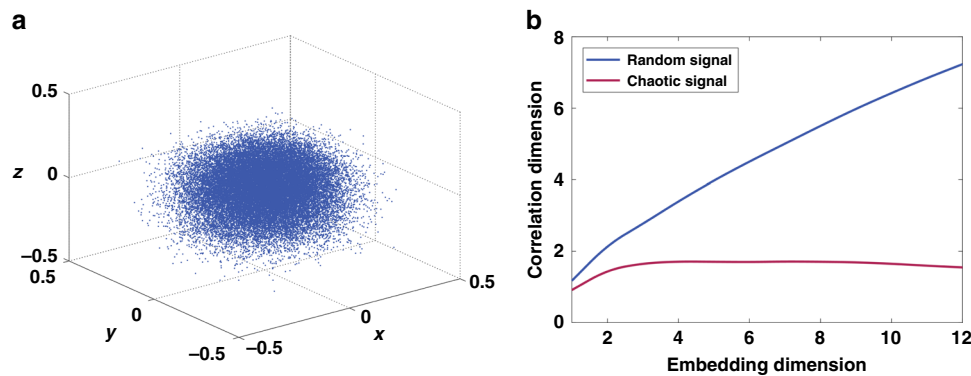 a
0.5
z
0
−0.5
0.5
y
0
−0.5
−0.5
0
x
0.5
b
8
6
4
2
0
Correlation dimension
Random signal
Chaotic signal
2
4
6
8
10
12
Embedding dimension